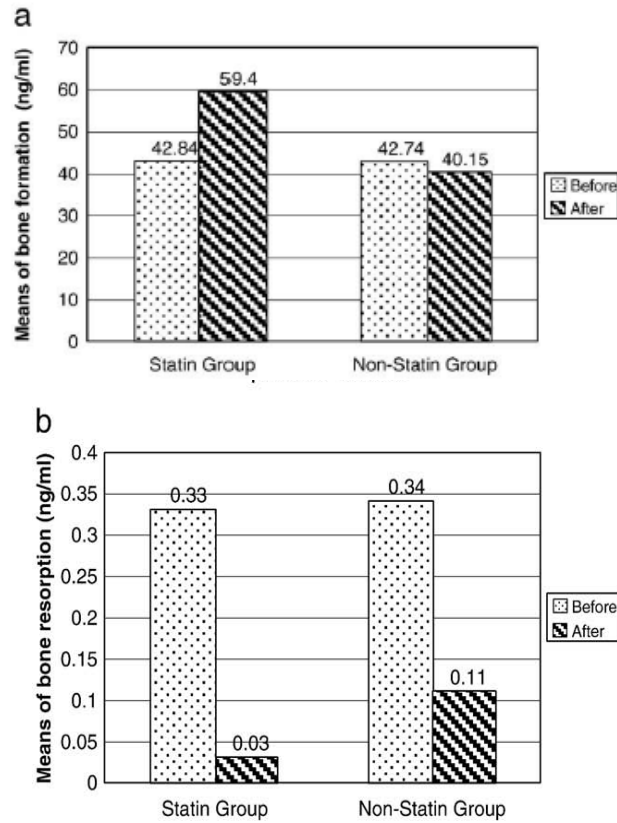 a
Means of bone formation (ng/ml)
70
60
50
40
30
20
10
0
42.84
59.4
42.74
40.15
Statin Group
Non-Statin Group
Before
After
b
Means of bone resorption (ng/ml)
0.4
0.35
0.3
0.25
0.2
0.15
0.1
0.05
0
0.33
0.03
0.34
0.11
Statin Group
Non-Statin Group
Before
After